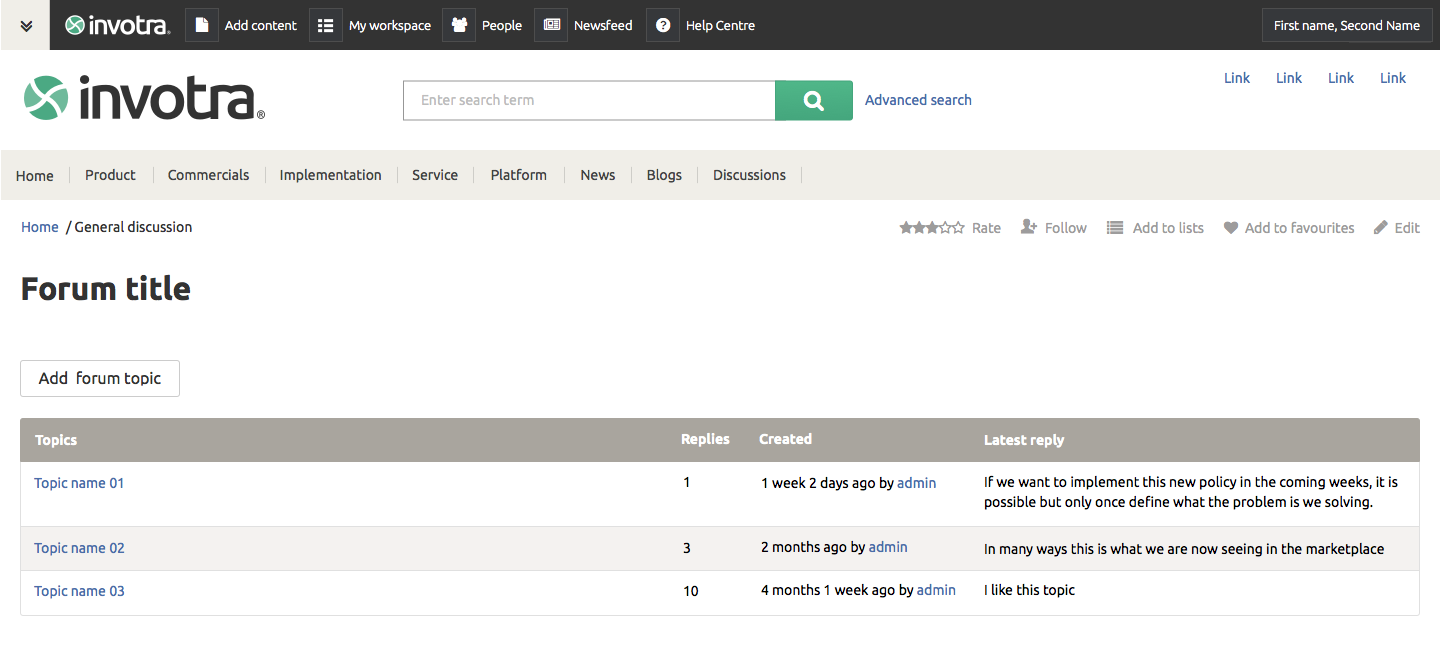 invotra® Add content My workspace People Newsfeed Help Centre First name, Second Name
Link Link Link Link
invotra® Enter search term Advanced search
Home Product Commercials Implementation Service Platform News Blogs Discussions
Home / General discussion Rate Follow Add to lists Add to favourites Edit
Forum title
Add forum topic
Topics Replies Created Latest reply
Topic name 01 1 1 week 2 days ago by admin If we want to implement this new policy in the coming weeks, it is
possible but only once define what the problem is we solving.
Topic name 02 3 2 months ago by admin In many ways this is what we are now seeing in the marketplace
Topic name 03 10 4 months 1 week ago by admin I like this topic